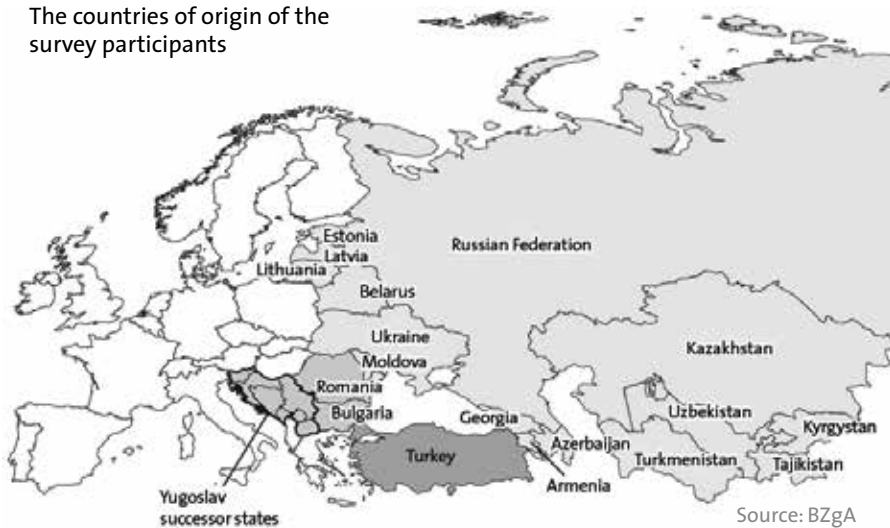 The countries of origin of the
survey participants
Estonia
Latvia
Lithuania
Russian Federation
Belarus
Ukraine
Kazakhstan
Moldova
Romania
Bulgaria
Georgia
Uzbekistan
Kyrgystan
Azerbaijan
Turkmenistan
Tajikistan
Turkey
Armenia
Yugoslav
successor states
Source: BZgA